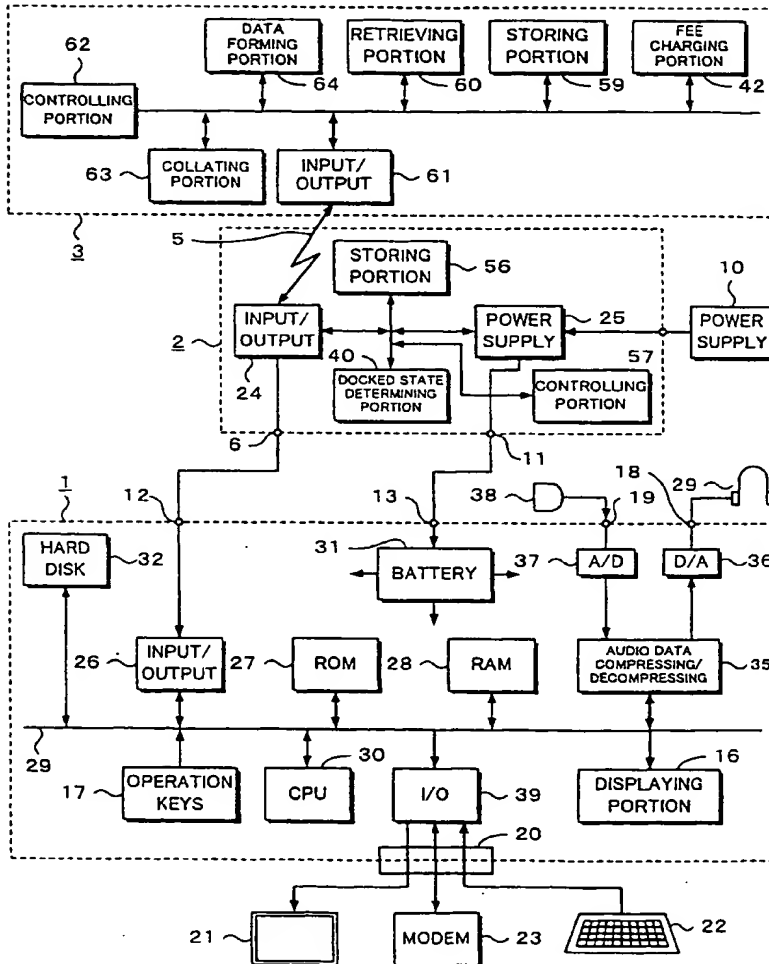 62
DATA
FORMING
PORTION
64
RETRIEVING
PORTION
60
STORING
PORTION
59
FEE
CHARGING
PORTION
42
CONTROLLING
PORTION
63
COLLATING
PORTION
INPUT/
OUTPUT
61
3
5
STORING
PORTION
56
10
2
INPUT/
OUTPUT
24
POWER
SUPPLY
25
POWER
SUPPLY
40
DOCKED STATE
DETERMINING
PORTION
57
CONTROLLUNG
PORTION
6
11
1
12
13
38
19
18
29
HARD
DISK
32
31
BATTERY
37
A/D
D/A
36
26
INPUT/
OUTPUT
27
ROM
28
RAM
AUDIO DATA
COMPRESSING/
DECOMPRESSING
35
29
17
OPERATION
KEYS
30
CPU
I/O
39
16
DISPLAYING
PORTION
20
21
MODEM
23
22